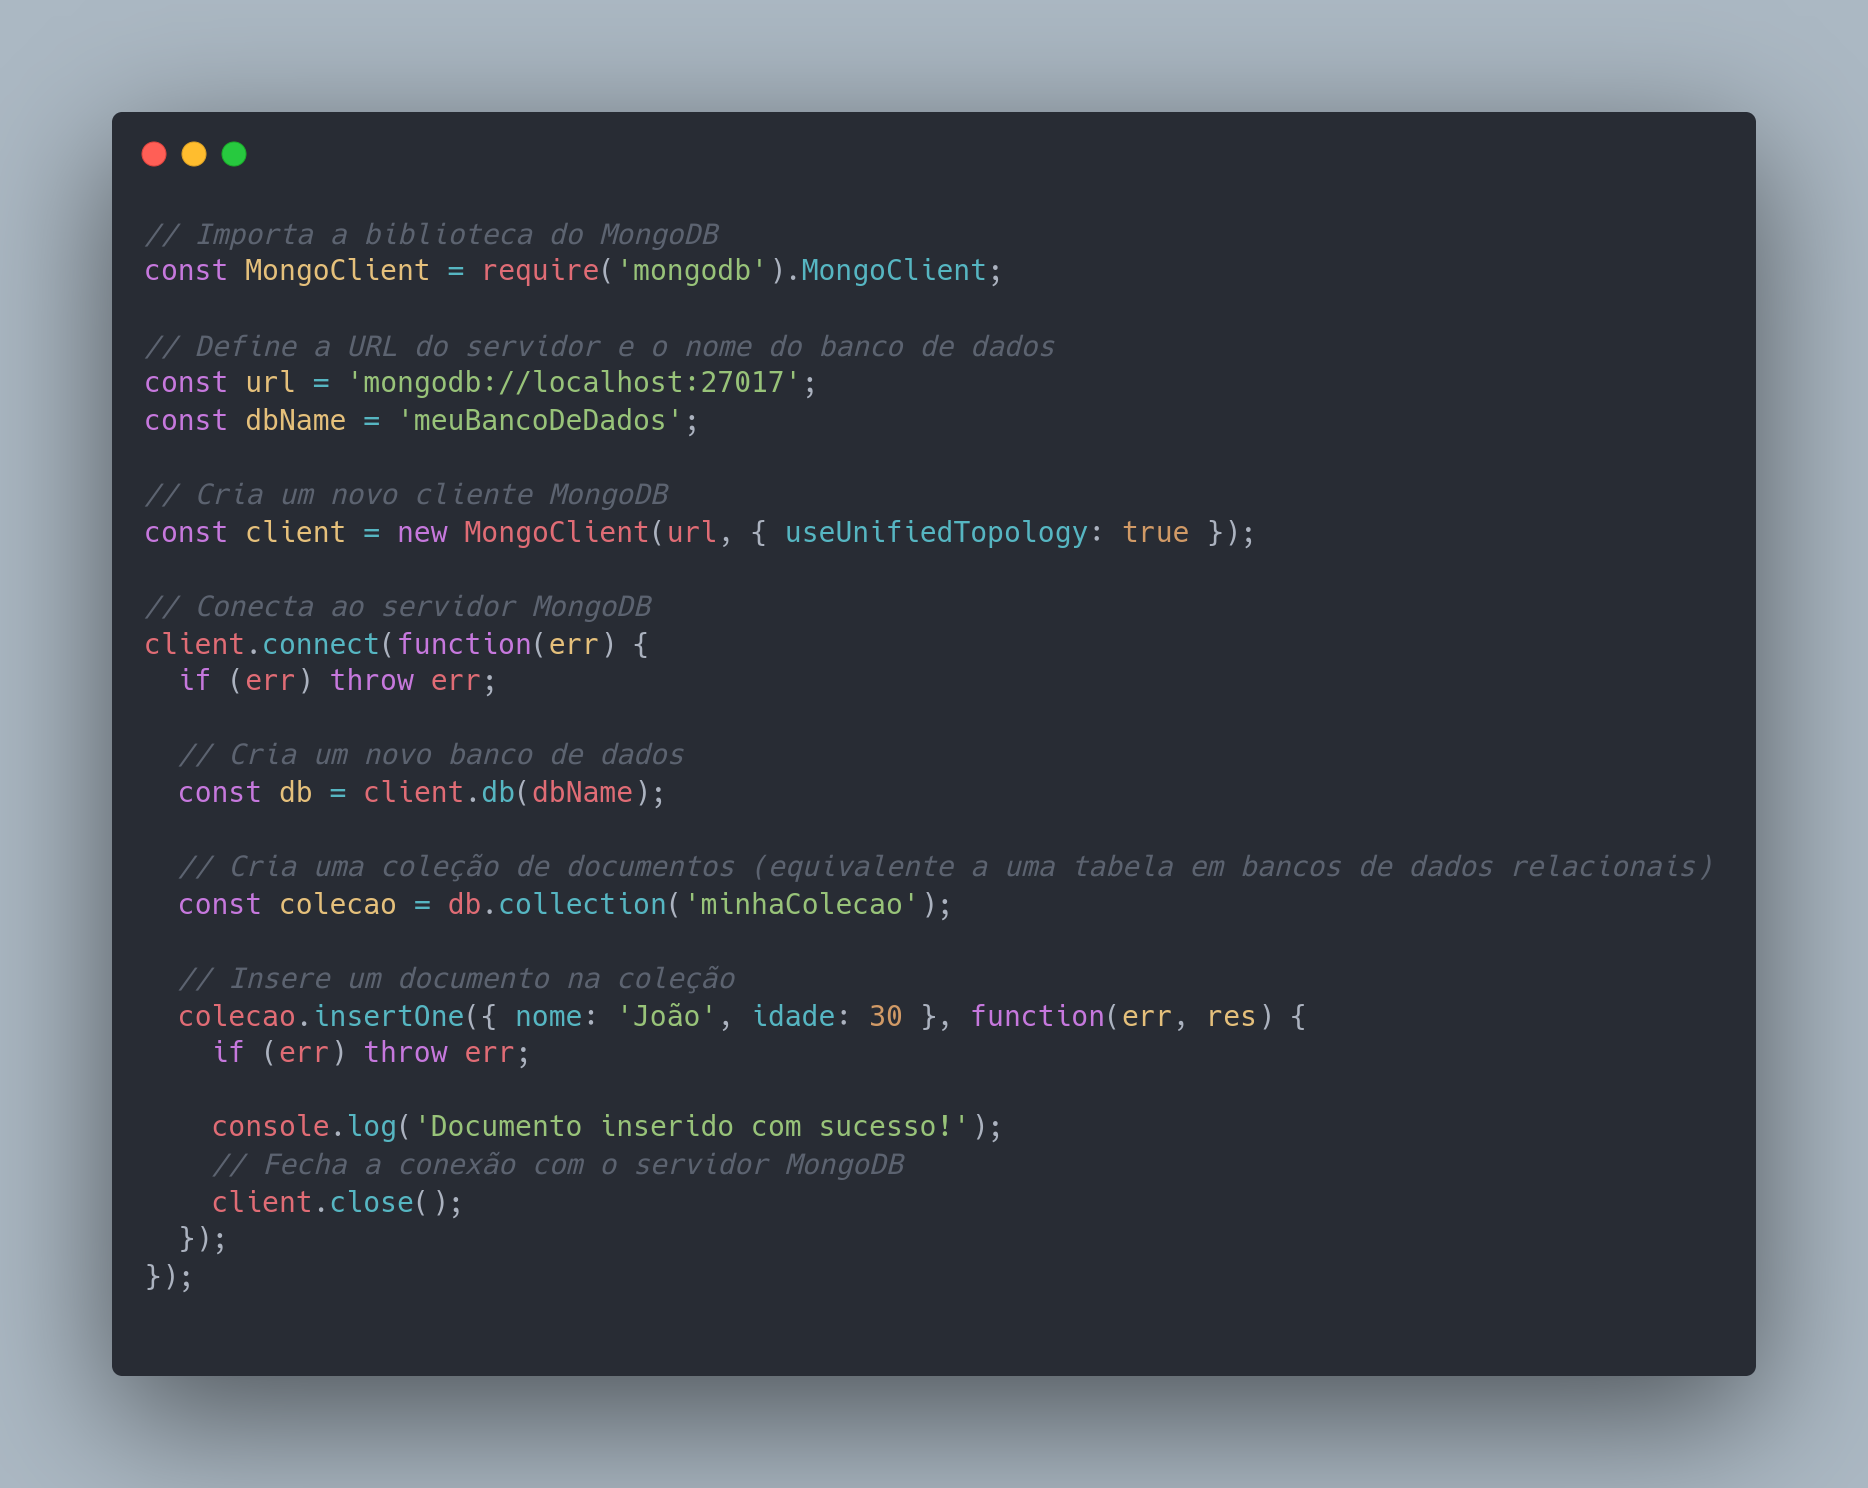 // Importa a biblioteca do MongoDB
const MongoClient = require('mongodb').MongoClient;
// Define a URL do servidor e o nome do banco de dados
const url = 'mongodb://localhost:27017';
const dbName = 'meuBancoDeDados';
// Cria um novo cliente MongoDB
const client = new MongoClient(url, { useUnifiedTopology: true });
// Conecta ao servidor MongoDB
client.connect(function(err) {
  if (err) throw err;
  // Cria um novo banco de dados
  const db = client.db(dbName);
  // Cria uma coleção de documentos (equivalente a uma tabela em bancos de dados relacionais)
  const colecao = db.collection('minhaColecao');
  // Insere um documento na coleção
  colecao.insertOne({ nome: 'João', idade: 30 }, function(err, res) {
    if (err) throw err;
    console.log('Documento inserido com sucesso!');
    // Fecha a conexão com o servidor MongoDB
    client.close();
  });
});